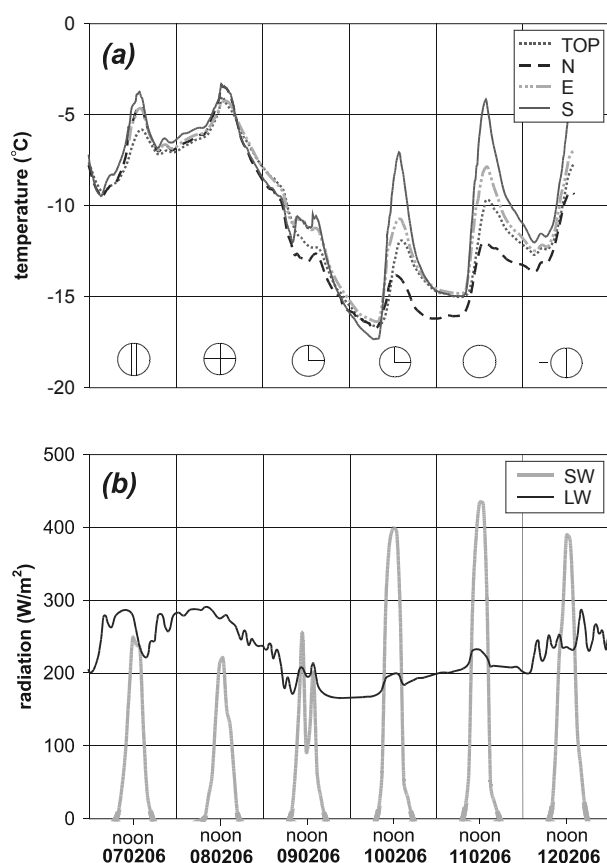 0
(a)
TOP
N
E
S
-5
-10
-15
-20
temperature (°C)
500
(b)
SW
LW
400
300
200
100
0
radiation (W/m²)
noon noon noon noon noon noon
070206 080206 090206 100206 110206 120206